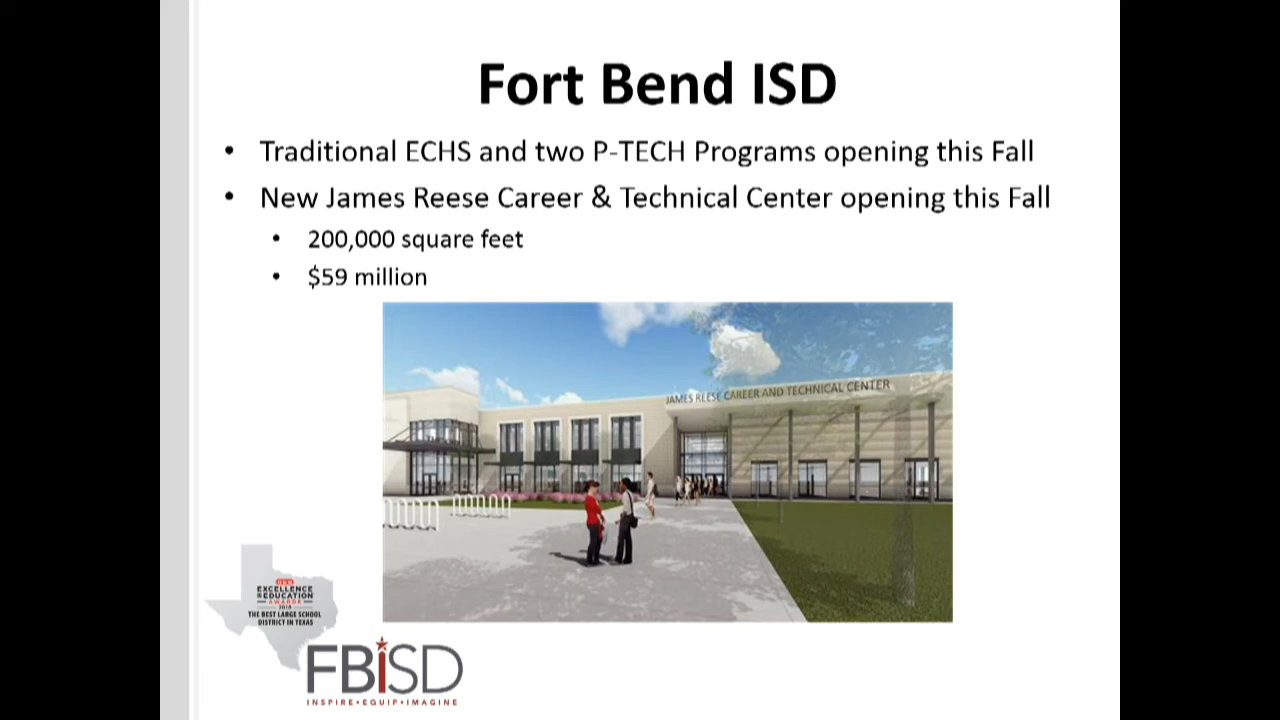 Fort Bend ISD
• Traditional ECHS and two P-TECH Programs opening this Fall
• New James Reese Career & Technical Center opening this Fall
• 200,000 square feet
• $59 million
JAMES REESE CAREER AND TECHNICAL CENTER
H-E-B
EXCELLENCE
IN EDUCATION
AWARDS
2018
THE BEST LARGE SCHOOL
DISTRICT IN TEXAS
FBiSD
INSPIRE•EQUIP•IMAGINE